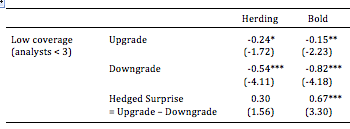 Herding Bold
Low coverage Upgrade -0.24* -0.15**
(analysts < 3) (-1.72) (-2.23)
Downgrade -0.54*** -0.82***
(-4.11) (-4.18)
Hedged Surprise 0.30 0.67***
= Upgrade – Downgrade (1.56) (3.30)